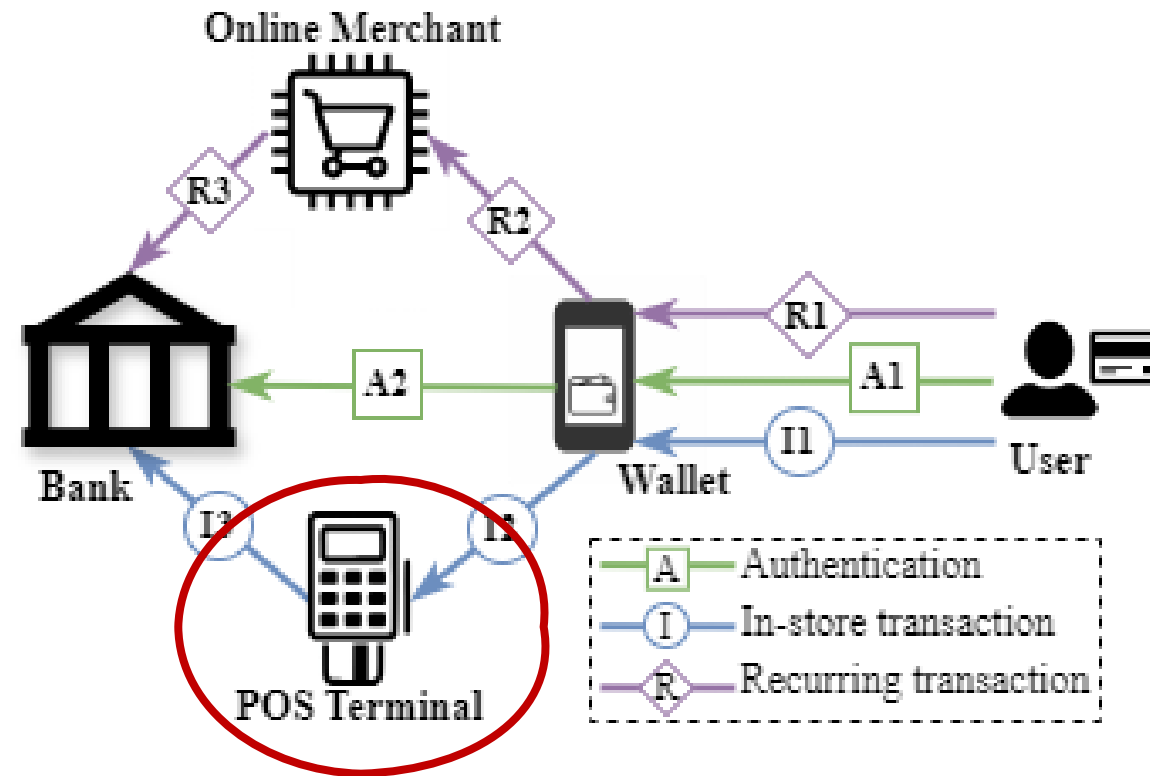 Online Merchant
R3
R2
R1
A2
A1
I1
User
Wallet
Bank
I3
I2
POS Terminal
A Authentication
I In-store transaction
R Recurring transaction